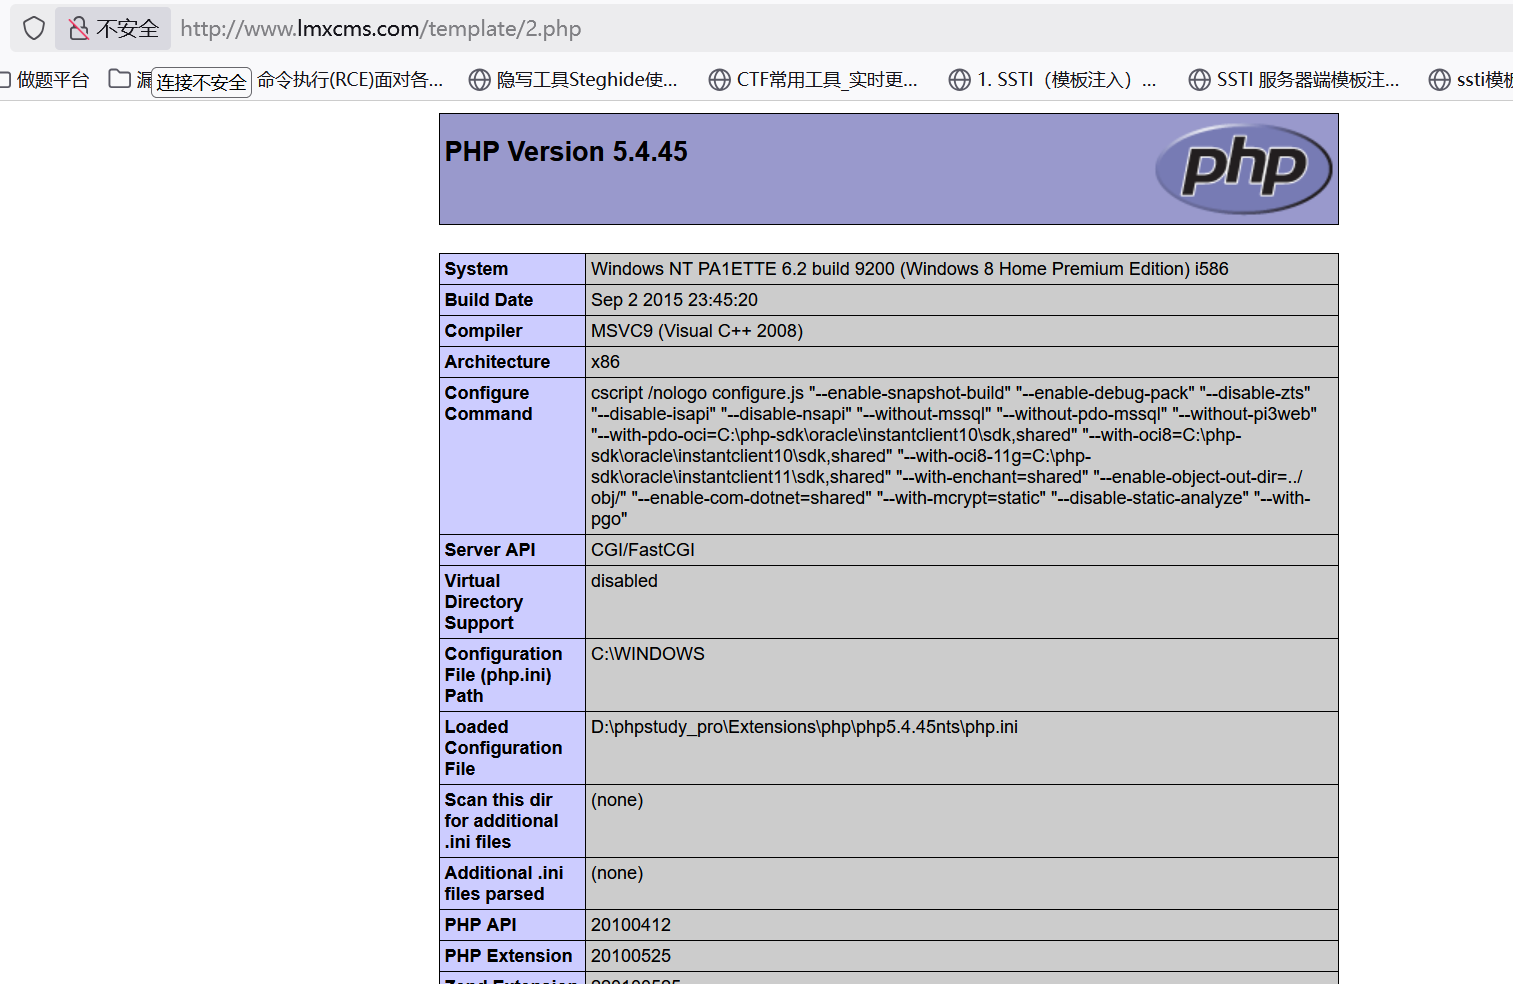 不安全 http://www.lmxcms.com/template/2.php
做题平台 漏 连接不安全 命令执行(RCE)面对各... 隐写工具Steghide使... CTF常用工具_实时更... 1. SSTI（模板注入）... SSTI 服务器端模板注... ssti模板
PHP Version 5.4.45
php
System Windows NT PA1ETTE 6.2 build 9200 (Windows 8 Home Premium Edition) i586
Build Date Sep 2 2015 23:45:20
Compiler MSVC9 (Visual C++ 2008)
Architecture x86
Configure
Command
cscript /nologo configure.js "--enable-snapshot-build" "--enable-debug-pack" "--disable-zts"
"--disable-isapi" "--disable-nsapi" "--without-mssql" "--without-pdo-mssql" "--without-pi3web"
"--with-pdo-oci=C:\php-sdk\oracle\instantclient10\sdk,shared" "--with-oci8=C:\php-
sdk\oracle\instantclient10\sdk,shared" "--with-oci8-11g=C:\php-
sdk\oracle\instantclient11\sdk,shared" "--with-enchant=shared" "--enable-object-out-dir=../
obj/" "--enable-com-dotnet=shared" "--with-mcrypt=static" "--disable-static-analyze" "--with-
pgo"
Server API CGI/FastCGI
Virtual
Directory
Support
disabled
Configuration
File (php.ini)
Path
C:\WINDOWS
Loaded
Configuration
File
D:\phpstudy_pro\Extensions\php\php5.4.45nts\php.ini
Scan this dir
for additional
.ini files
(none)
Additional .ini
files parsed
(none)
PHP API 20100412
PHP Extension 20100525
Zend Extension 220100525